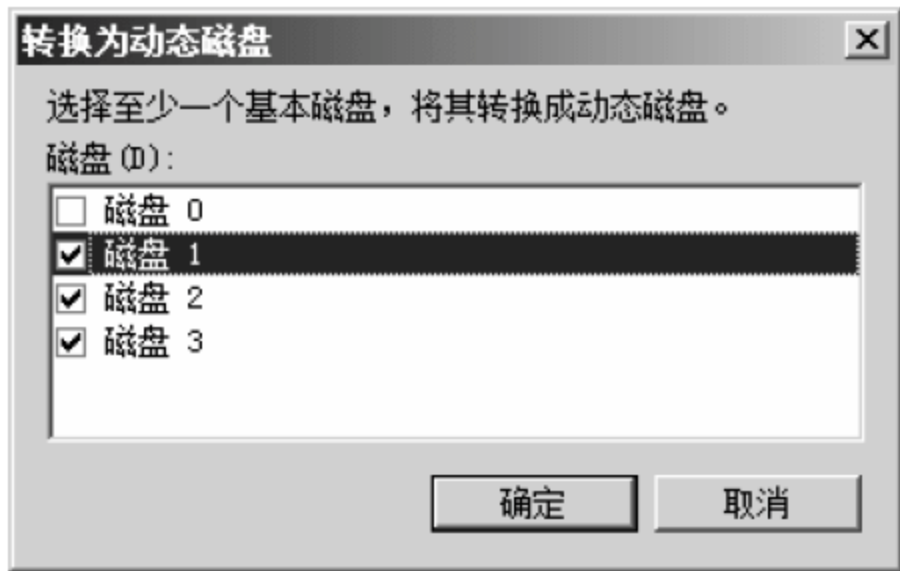 转换为动态磁盘
选择至少一个基本磁盘，将其转换成动态磁盘。
磁盘(D):
磁盘 0
磁盘 1
磁盘 2
磁盘 3
确定
取消